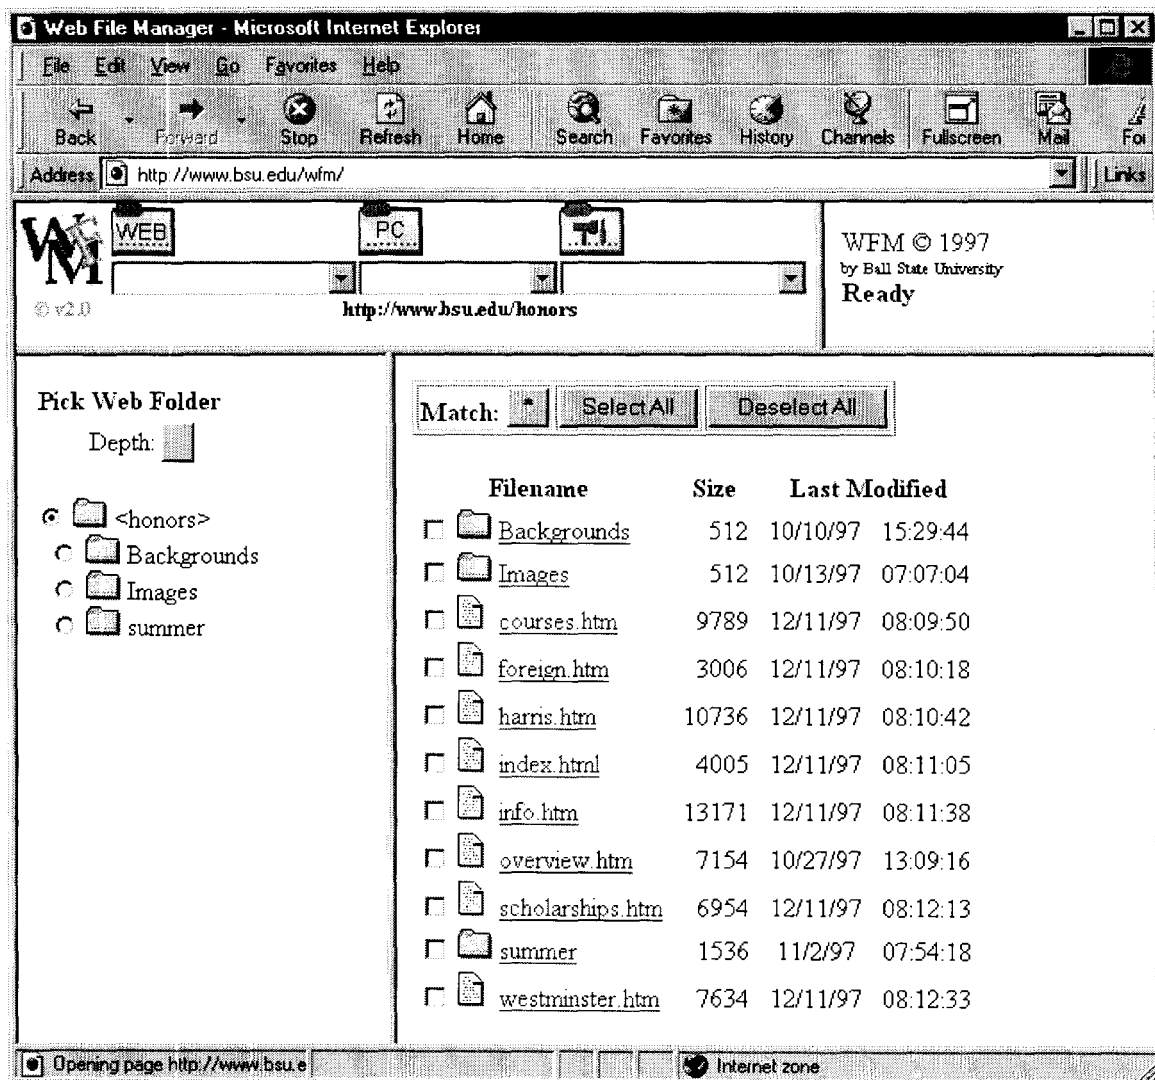 Web File Manager - Microsoft Internet Explorer
File Edit View Go Favorites Help
Back Forward Stop Refresh Home Search Favorites History Channels Fullscreen Mail For
Address http://www.bsu.edu/wfm/ Links
WFM
WEB PC
© v2.0
http://www.bsu.edu/honors
WFM © 1997
by Ball State University
Ready
Pick Web Folder
Depth:
<honors>
Backgrounds
Images
summer
Match: * Select All Deselect All
Filename Size Last Modified
Backgrounds 512 10/10/97 15:29:44
Images 512 10/13/97 07:07:04
courses.htm 9789 12/11/97 08:09:50
foreign.htm 3006 12/11/97 08:10:18
harris.htm 10736 12/11/97 08:10:42
index.html 4005 12/11/97 08:11:05
info.htm 13171 12/11/97 08:11:38
overview.htm 7154 10/27/97 13:09:16
scholarships.htm 6954 12/11/97 08:12:13
summer 1536 11/2/97 07:54:18
westminster.htm 7634 12/11/97 08:12:33
Opening page http://www.bsu.e Internet zone